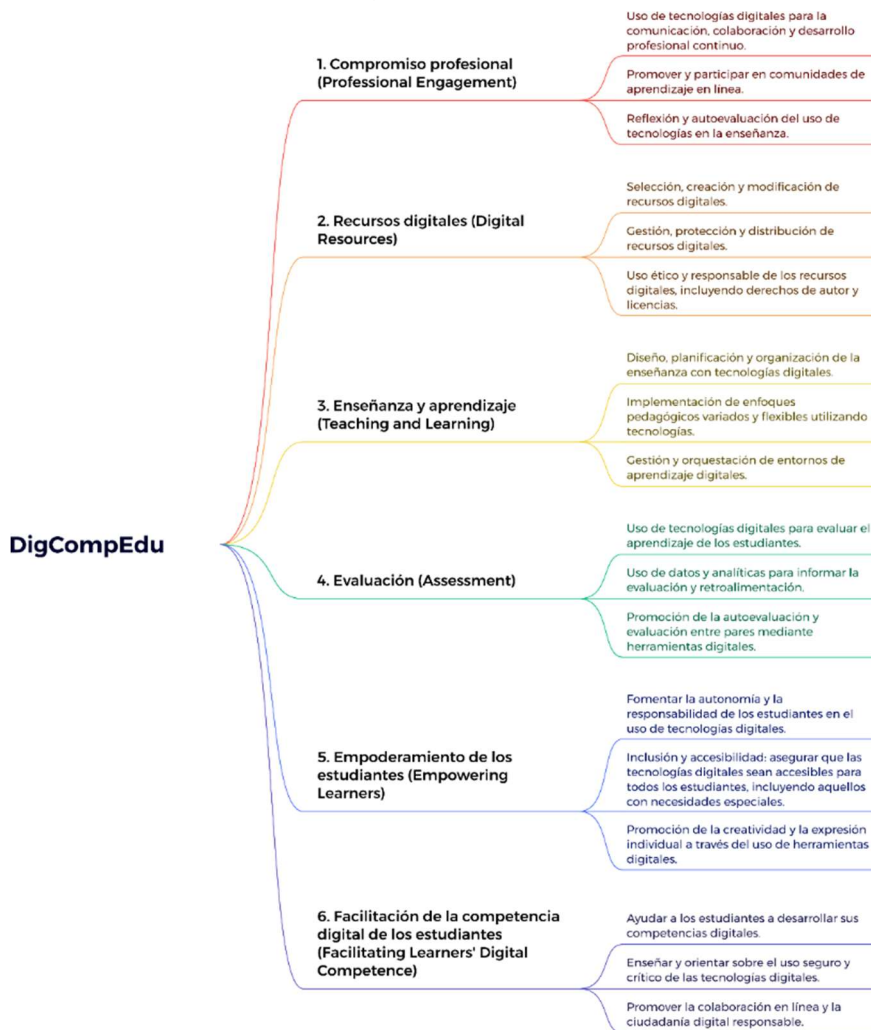 DigCompEdu
1. Compromiso profesional
(Professional Engagement)
Uso de tecnologías digitales para la
comunicación, colaboración y desarrollo
profesional continuo.
Promover y participar en comunidades de
aprendizaje en línea.
Reflexión y autoevaluación del uso de
tecnologías en la enseñanza.
2. Recursos digitales (Digital
Resources)
Selección, creación y modificación de
recursos digitales.
Gestión, protección y distribución de
recursos digitales.
Uso ético y responsable de los recursos
digitales, incluyendo derechos de autor y
licencias.
3. Enseñanza y aprendizaje
(Teaching and Learning)
Diseño, planificación y organización de la
enseñanza con tecnologías digitales.
Implementación de enfoques
pedagógicos variados y flexibles utilizando
tecnologías.
Gestión y orquestación de entornos de
aprendizaje digitales.
4. Evaluación (Assessment)
Uso de tecnologías digitales para evaluar el
aprendizaje de los estudiantes.
Uso de datos y analíticas para informar la
evaluación y retroalimentación.
Promoción de la autoevaluación y
evaluación entre pares mediante
herramientas digitales.
5. Empoderamiento de los
estudiantes (Empowering
Learners)
Fomentar la autonomía y la
responsabilidad de los estudiantes en el
uso de tecnologías digitales.
Inclusión y accesibilidad: asegurar que las
tecnologías digitales sean accesibles para
todos los estudiantes, incluyendo aquellos
con necesidades especiales.
Promoción de la creatividad y la expresión
individual a través del uso de herramientas
digitales.
6. Facilitación de la competencia
digital de los estudiantes
(Facilitating Learners' Digital
Competence)
Ayudar a los estudiantes a desarrollar sus
competencias digitales.
Enseñar y orientar sobre el uso seguro y
crítico de las tecnologías digitales.
Promover la colaboración en línea y la
ciudadanía digital responsable.